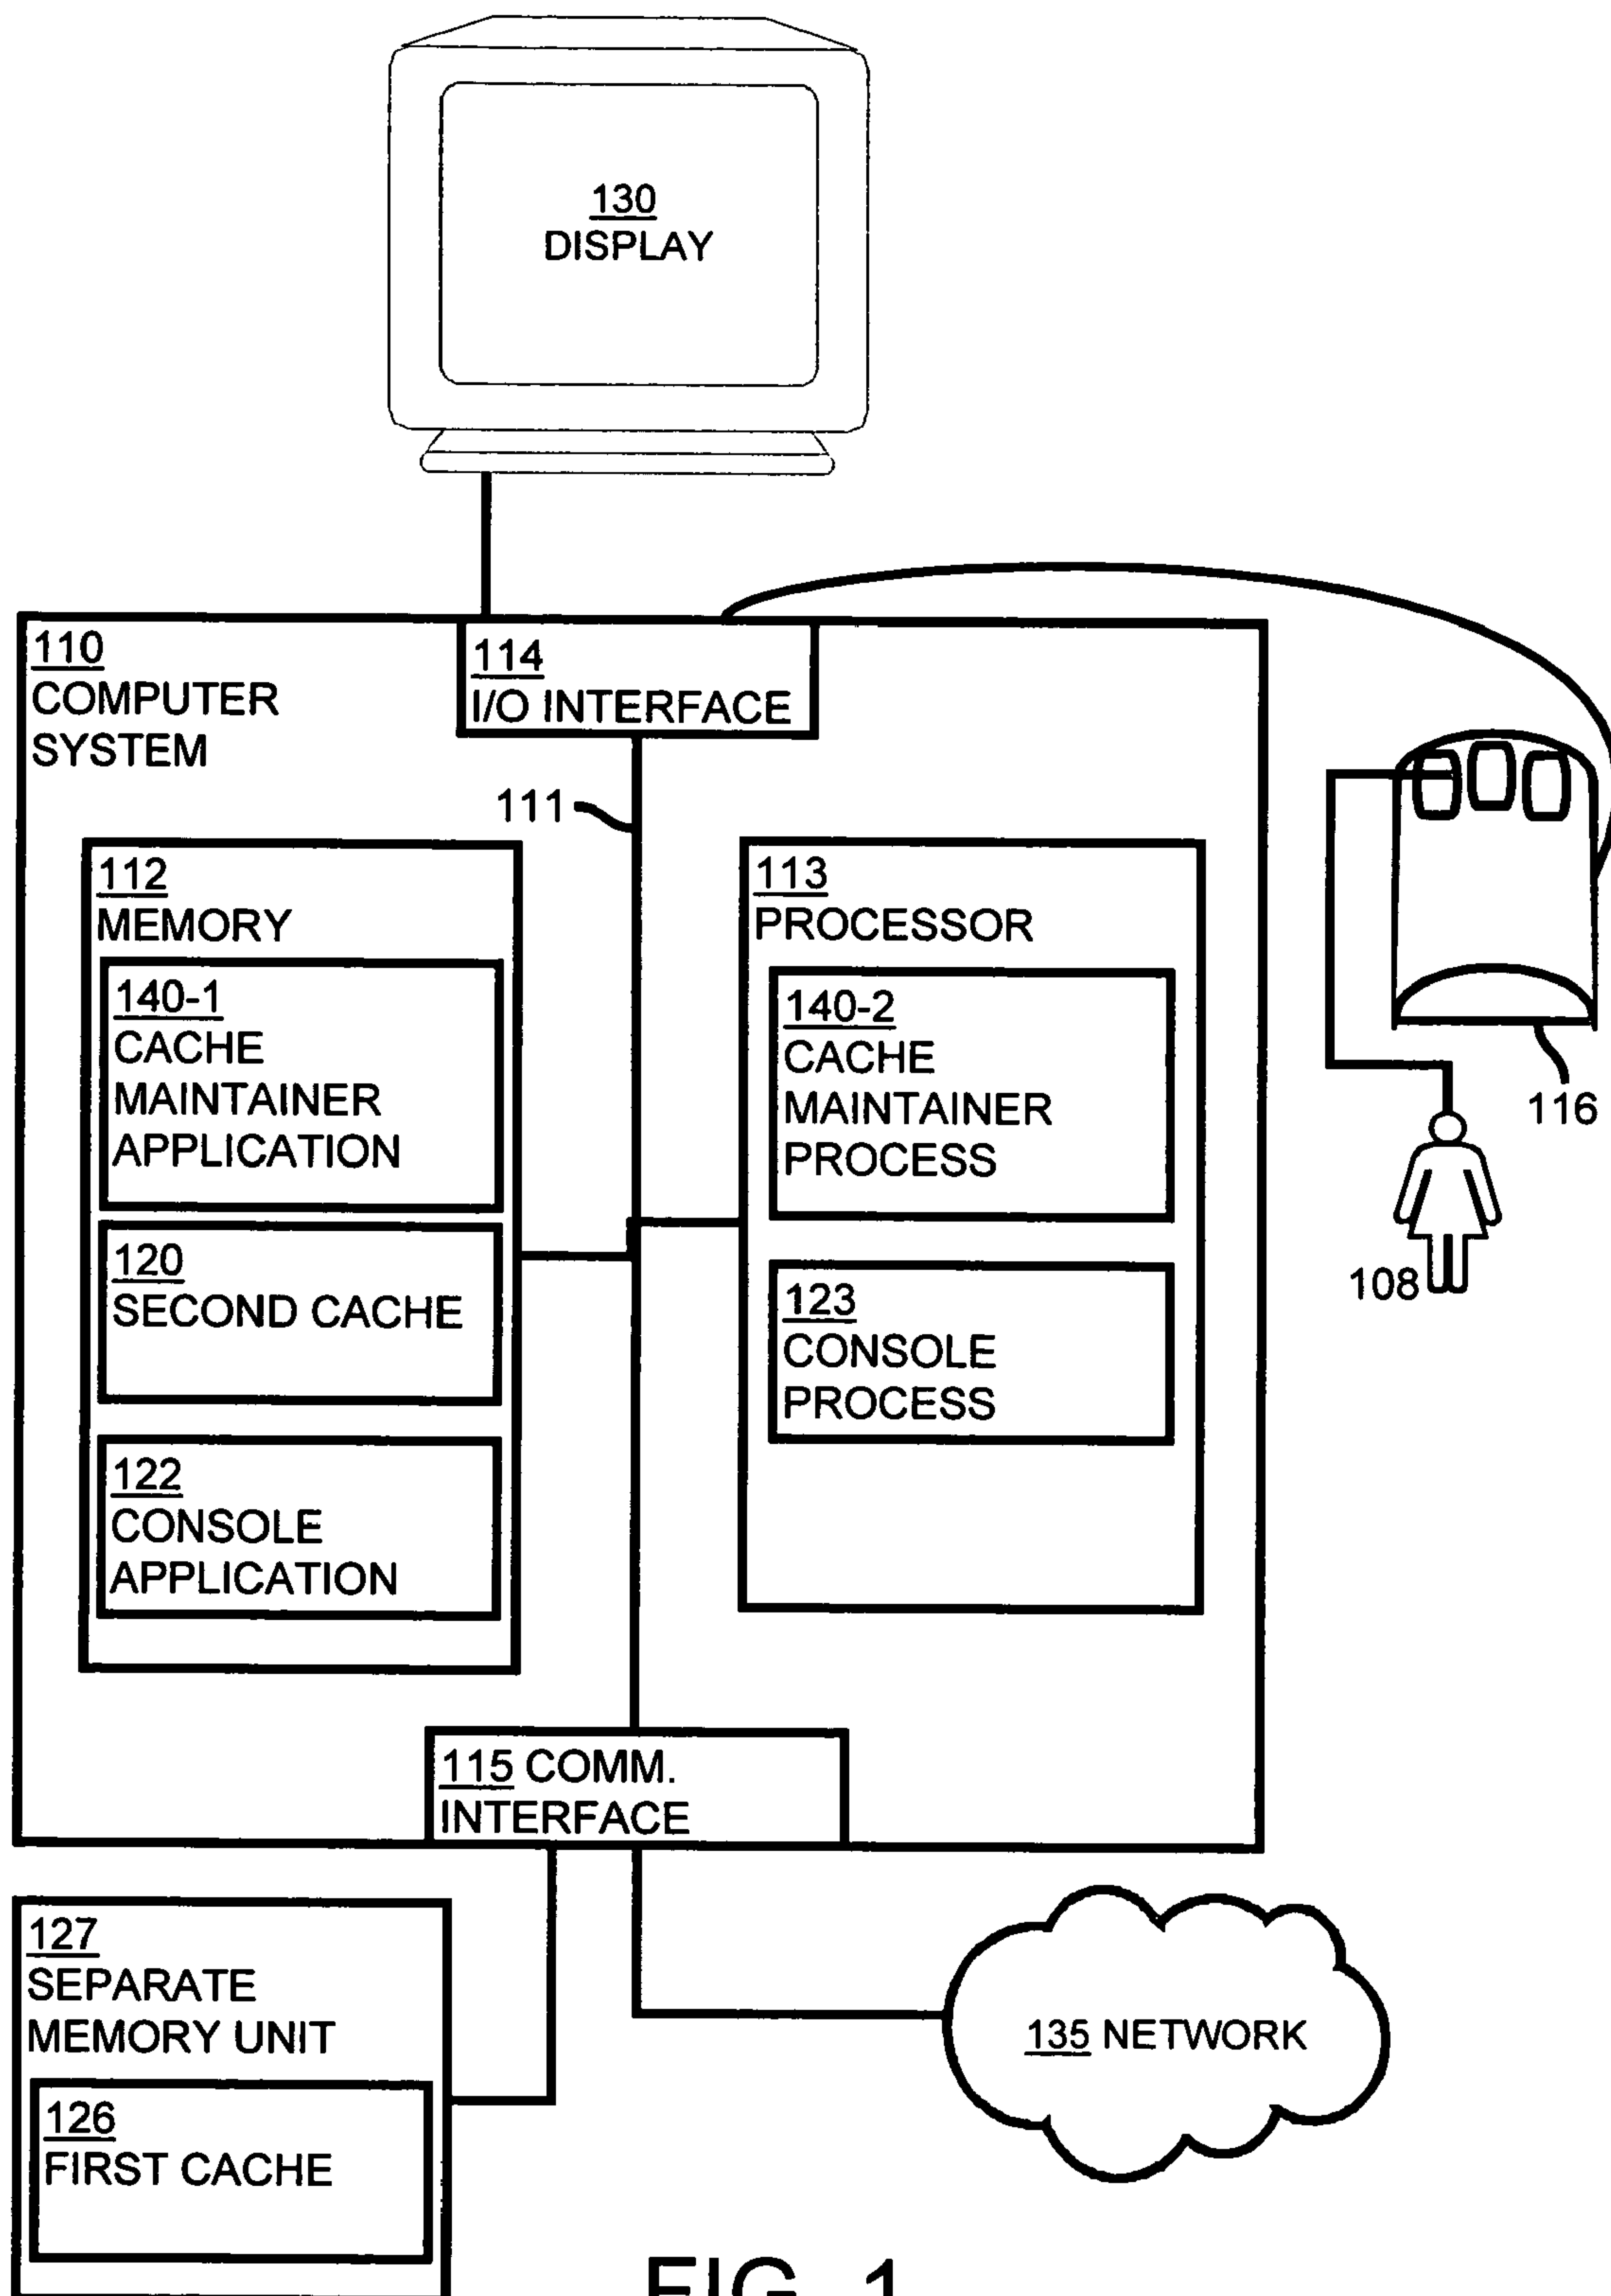 130
DISPLAY
110
COMPUTER
SYSTEM
114
I/O INTERFACE
111
112
MEMORY
140-1
CACHE
MAINTAINER
APPLICATION
120
SECOND CACHE
122
CONSOLE
APPLICATION
113
PROCESSOR
140-2
CACHE
MAINTAINER
PROCESS
123
CONSOLE
PROCESS
116
108
115 COMM.
INTERFACE
127
SEPARATE
MEMORY UNIT
126
FIRST CACHE
135 NETWORK
FIG. 1